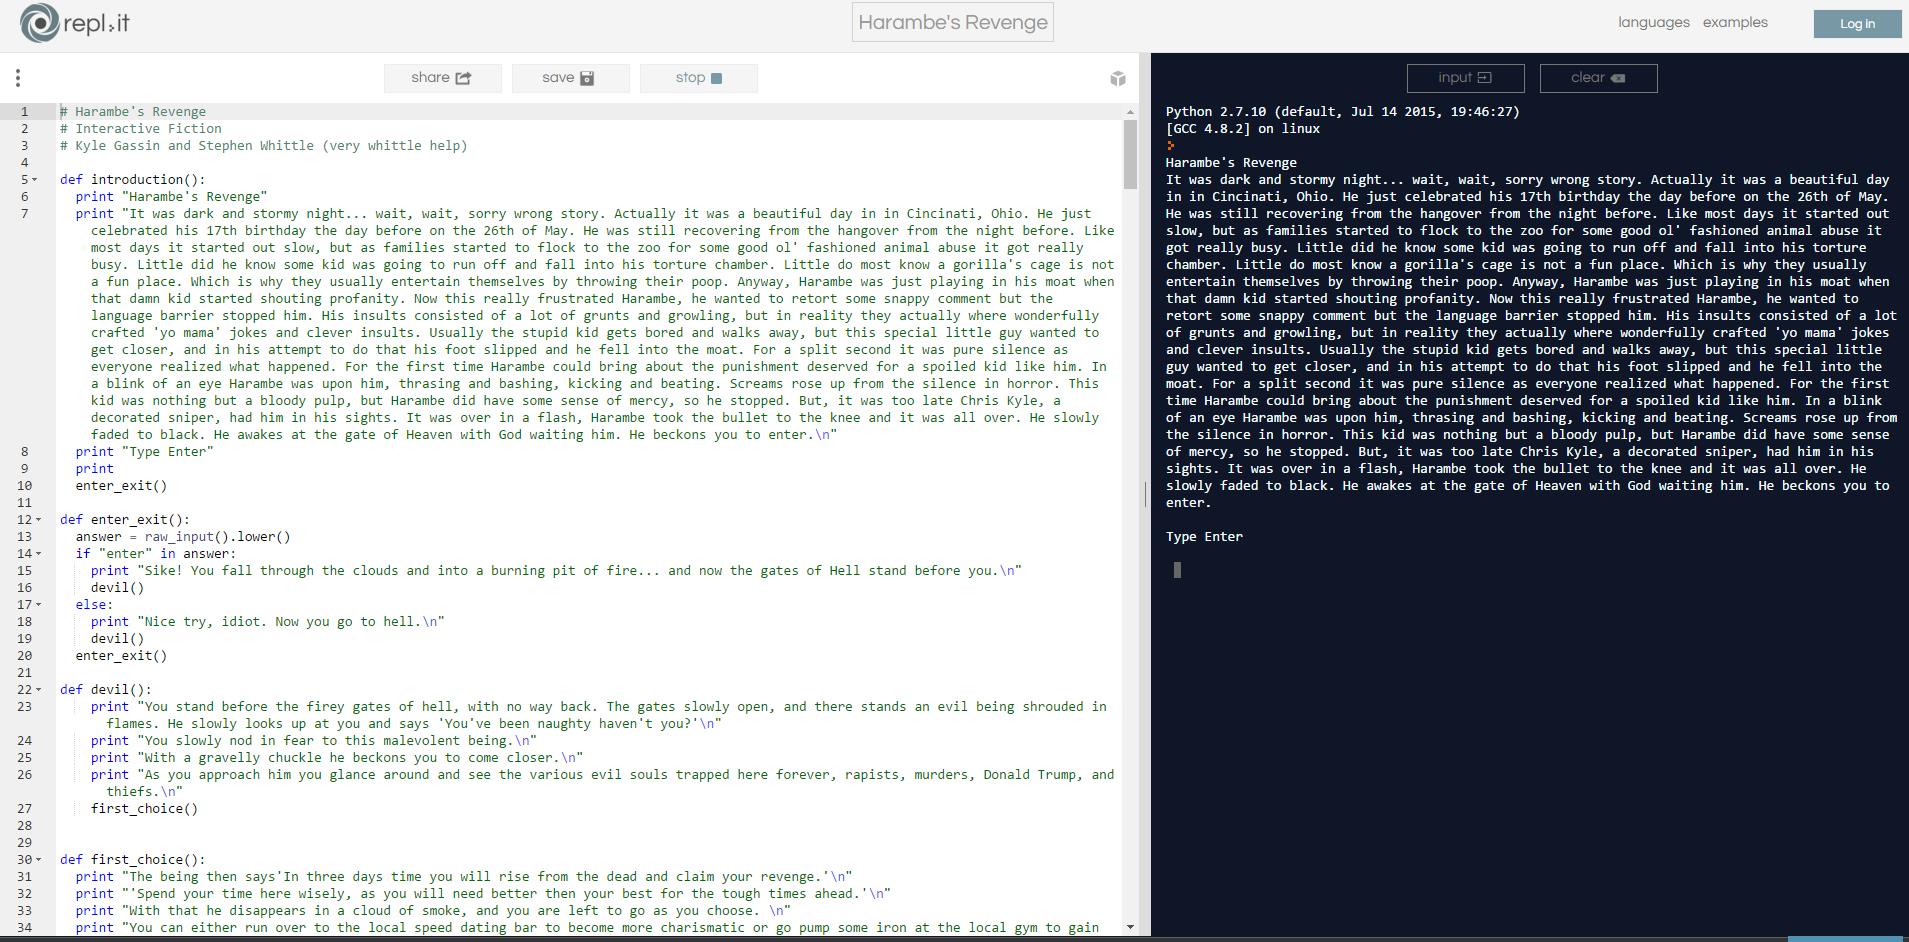 repl.it
Harambe's Revenge
languages examples
Log in
share
save
stop
input
clear
1 # Harambe's Revenge
2 # Interactive Fiction
3 # Kyle Gassin and Stephen Whittle (very whittle help)
4
5 def introduction():
6 print "Harambe's Revenge"
7 print "It was dark and stormy night... wait, wait, sorry wrong story. Actually it was a beautiful day in in Cincinati, Ohio. He just
celebrated his 17th birthday the day before on the 26th of May. He was still recovering from the hangover from the night before. Like
most days it started out slow, but as families started to flock to the zoo for some good ol' fashioned animal abuse it got really
busy. Little did he know some kid was going to run off and fall into his torture chamber. Little do most know a gorilla's cage is not
a fun place. Which is why they usually entertain themselves by throwing their poop. Anyway, Harambe was just playing in his moat when
that damn kid started shouting profanity. Now this really frustrated Harambe, he wanted to retort some snappy comment but the
language barrier stopped him. His insults consisted of a lot of grunts and growling, but in reality they actually where wonderfully
crafted 'yo mama' jokes and clever insults. Usually the stupid kid gets bored and walks away, but this special little guy wanted to
get closer, and in his attempt to do that his foot slipped and he fell into the moat. For a split second it was pure silence as
everyone realized what happened. For the first time Harambe could bring about the punishment deserved for a spoiled kid like him. In
a blink of an eye Harambe was upon him, thrasing and bashing, kicking and beating. Screams rose up from the silence in horror. This
kid was nothing but a bloody pulp, but Harambe did have some sense of mercy, so he stopped. But, it was too late Chris Kyle, a
decorated sniper, had him in his sights. It was over in a flash, Harambe took the bullet to the knee and it was all over. He slowly
faded to black. He awakes at the gate of Heaven with God waiting him. He beckons you to enter.\n"
8 print "Type Enter"
9 print
10 enter_exit()
11
12 def enter_exit():
13 answer = raw_input().lower()
14 if "enter" in answer:
15 print "Sike! You fall through the clouds and into a burning pit of fire... and now the gates of Hell stand before you.\n"
16 devil()
17 else:
18 print "Nice try, idiot. Now you go to hell.\n"
19 devil()
20 enter_exit()
21
22 def devil():
23 print "You stand before the firey gates of hell, with no way back. The gates slowly open, and there stands an evil being shrouded in
flames. He slowly looks up at you and says 'You've been naughty haven't you?'\n"
24 print "You slowly nod in fear to this malevolent being.\n"
25 print "With a gravelly chuckle he beckons you to come closer.\n"
26 print "As you approach him you glance around and see the various evil souls trapped here forever, rapists, murders, Donald Trump, and
thiefs.\n"
27 first_choice()
28
29
30 def first_choice():
31 print "The being then says'In three days time you will rise from the dead and claim your revenge.'\n"
32 print "'Spend your time here wisely, as you will need better then your best for the tough times ahead.'\n"
33 print "With that he disappears in a cloud of smoke, and you are left to go as you choose. \n"
34 print "You can either run over to the local speed dating bar to become more charismatic or go pump some iron at the local gym to gain
Python 2.7.10 (default, Jul 14 2015, 19:46:27)
[GCC 4.8.2] on linux
Harambe's Revenge
It was dark and stormy night... wait, wait, sorry wrong story. Actually it was a beautiful day
in in Cincinati, Ohio. He just celebrated his 17th birthday the day before on the 26th of May.
He was still recovering from the hangover from the night before. Like most days it started out
slow, but as families started to flock to the zoo for some good ol' fashioned animal abuse it
got really busy. Little did he know some kid was going to run off and fall into his torture
chamber. Little do most know a gorilla's cage is not a fun place. Which is why they usually
entertain themselves by throwing their poop. Anyway, Harambe was just playing in his moat when
that damn kid started shouting profanity. Now this really frustrated Harambe, he wanted to
retort some snappy comment but the language barrier stopped him. His insults consisted of a lot
of grunts and growling, but in reality they actually where wonderfully crafted 'yo mama' jokes
and clever insults. Usually the stupid kid gets bored and walks away, but this special little
guy wanted to get closer, and in his attempt to do that his foot slipped and he fell into the
moat. For a split second it was pure silence as everyone realized what happened. For the first
time Harambe could bring about the punishment deserved for a spoiled kid like him. In a blink
of an eye Harambe was upon him, thrasing and bashing, kicking and beating. Screams rose up from
the silence in horror. This kid was nothing but a bloody pulp, but Harambe did have some sense
of mercy, so he stopped. But, it was too late Chris Kyle, a decorated sniper, had him in his
sights. It was over in a flash, Harambe took the bullet to the knee and it was all over. He
slowly faded to black. He awakes at the gate of Heaven with God waiting him. He beckons you to
enter.
Type Enter